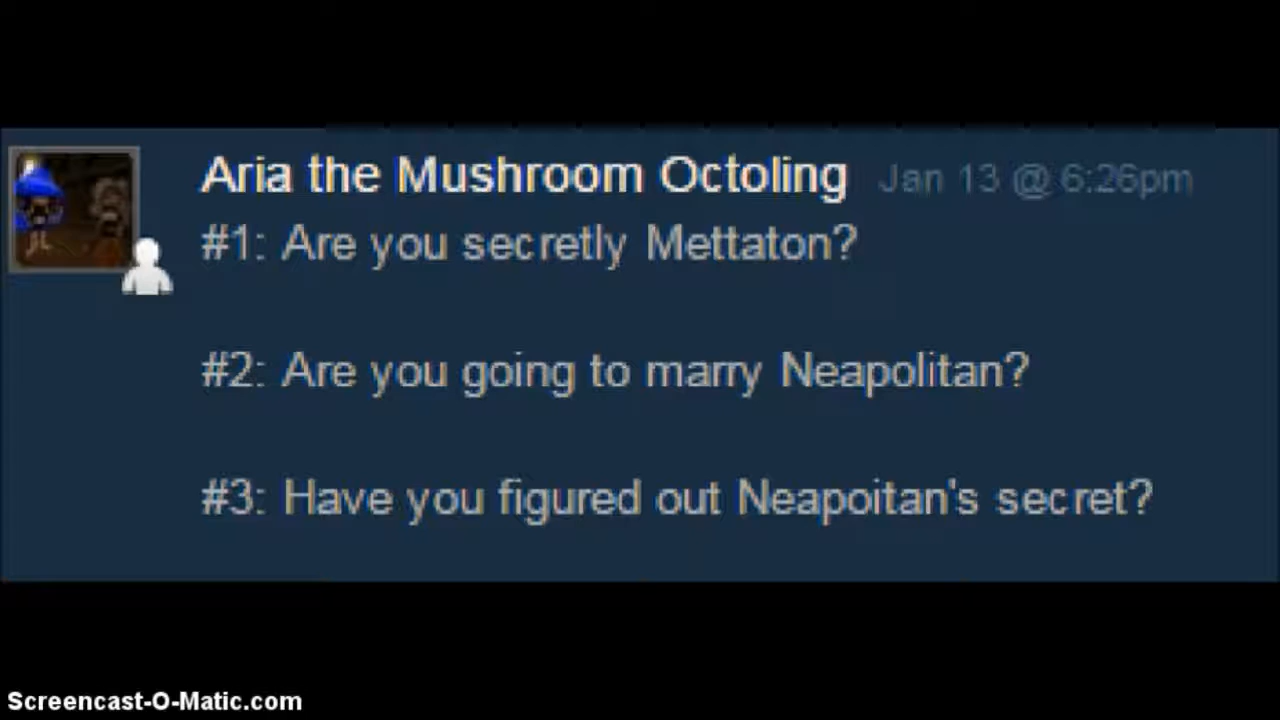 Aria the Mushroom Octoling Jan 13 @ 6:26pm
#1: Are you secretly Mettaton?
#2: Are you going to marry Neapolitan?
#3: Have you figured out Neapoitan's secret?
Screencast-O-Matic.com